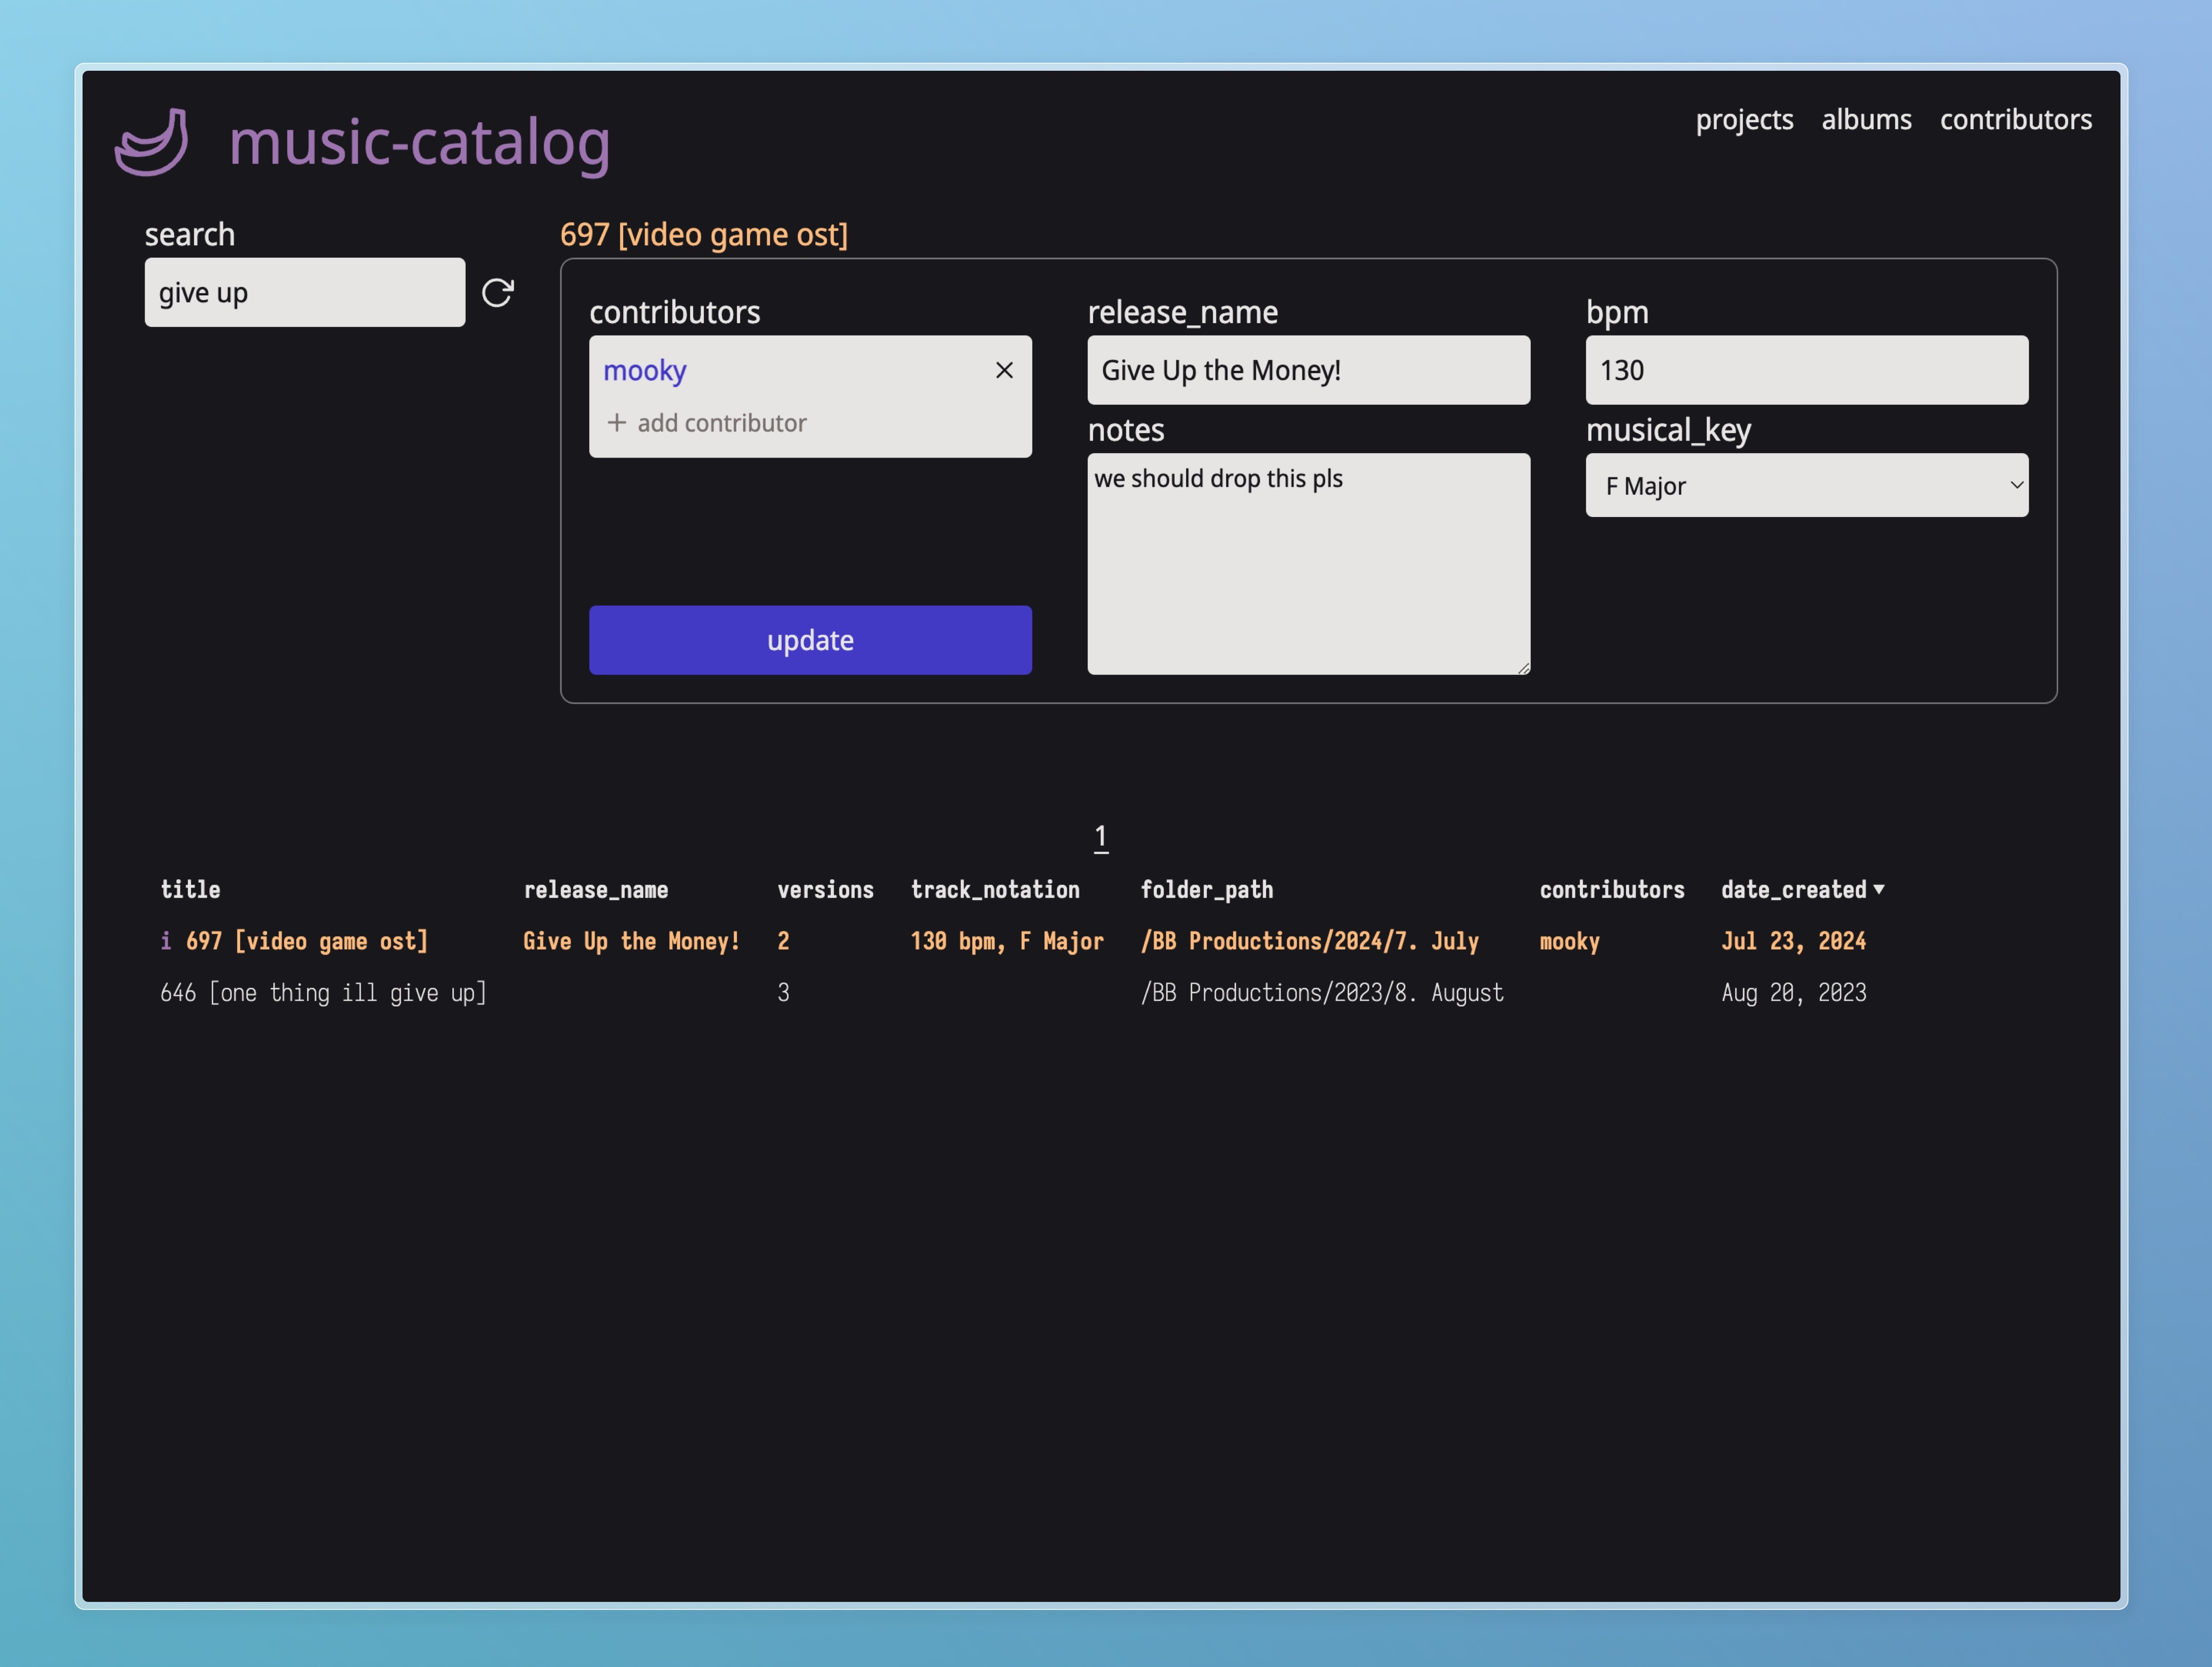 music-catalog
projects albums contributors
search
give up
697 [video game ost]
contributors
mooky
+ add contributor
update
release_name
Give Up the Money!
notes
we should drop this pls
bpm
130
musical_key
F Major
1
title release_name versions track_notation folder_path contributors date_created ▼
i 697 [video game ost] Give Up the Money! 2 130 bpm, F Major /BB Productions/2024/7. July mooky Jul 23, 2024
646 [one thing ill give up] 3 /BB Productions/2023/8. August Aug 20, 2023